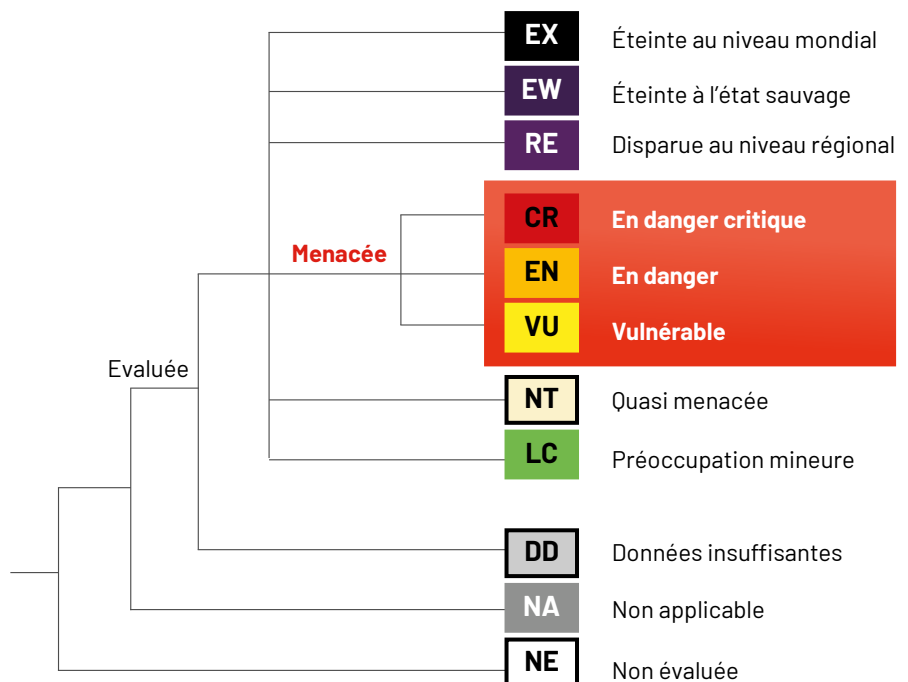 EX Éteinte au niveau mondial
EW Éteinte à l'état sauvage
RE Disparue au niveau régional
CR En danger critique
Menacée
EN En danger
VU Vulnérable
Evaluée
NT Quasi menacée
LC Préoccupation mineure
DD Données insuffisantes
NA Non applicable
NE Non évaluée